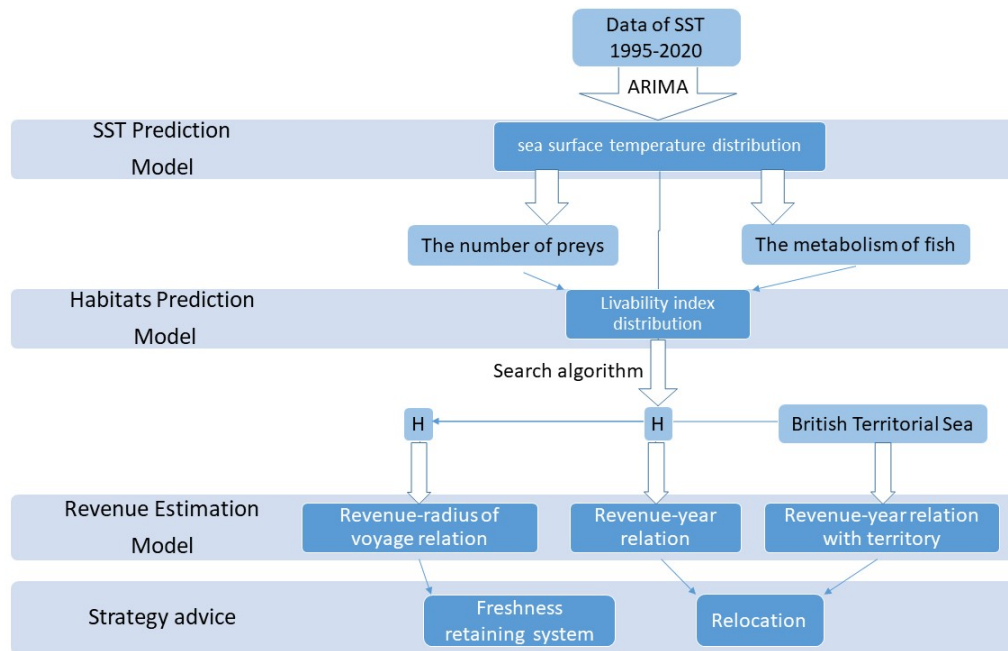 Data of SST
1995-2020
ARIMA
SST Prediction
Model
sea surface temperature distribution
The number of preys
The metabolism of fish
Habitats Prediction
Model
Livability index
distribution
Search algorithm
H
H
British Territorial Sea
Revenue Estimation
Model
Revenue-radius of
voyage relation
Revenue-year
relation
Revenue-year relation
with territory
Strategy advice
Freshness
retaining system
Relocation